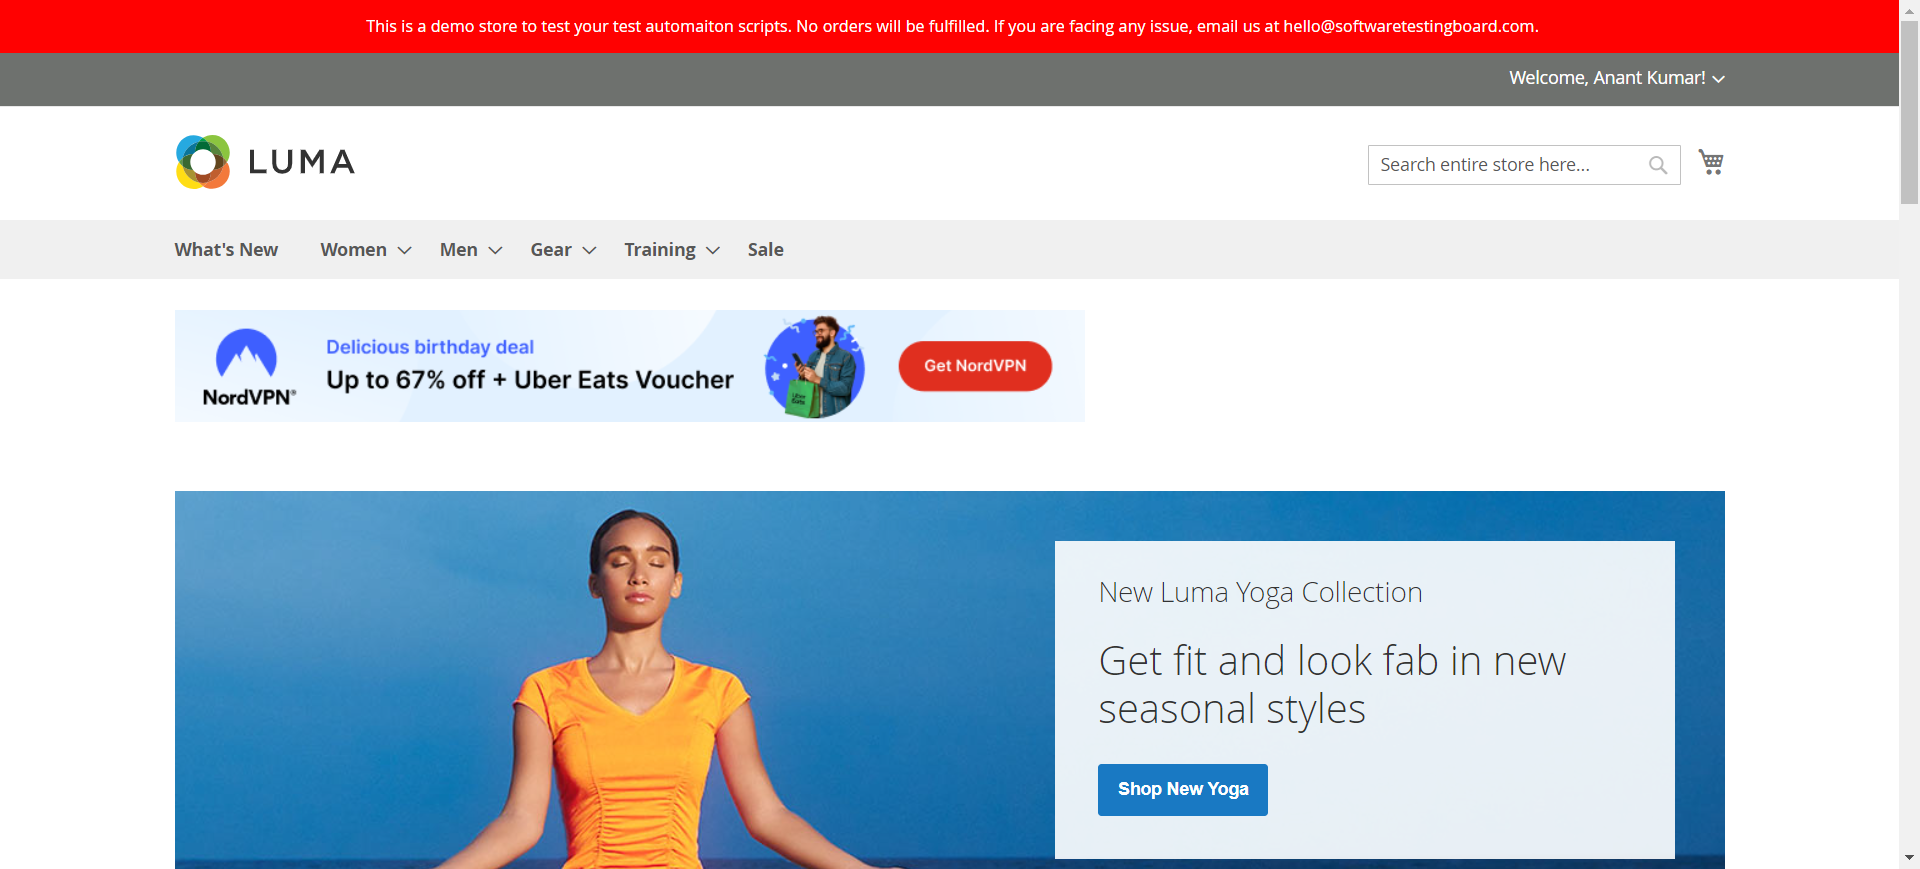 This is a demo store to test your test automaiton scripts. No orders will be fulfilled. If you are facing any issue, email us at hello@softwaretestingboard.com.
Welcome, Anant Kumar!
LUMA
Search entire store here...
What's New
Women
Men
Gear
Training
Sale
NordVPN®
Delicious birthday deal
Up to 67% off + Uber Eats Voucher
Uber
Eats
Get NordVPN
New Luma Yoga Collection
Get fit and look fab in new
seasonal styles
Shop New Yoga